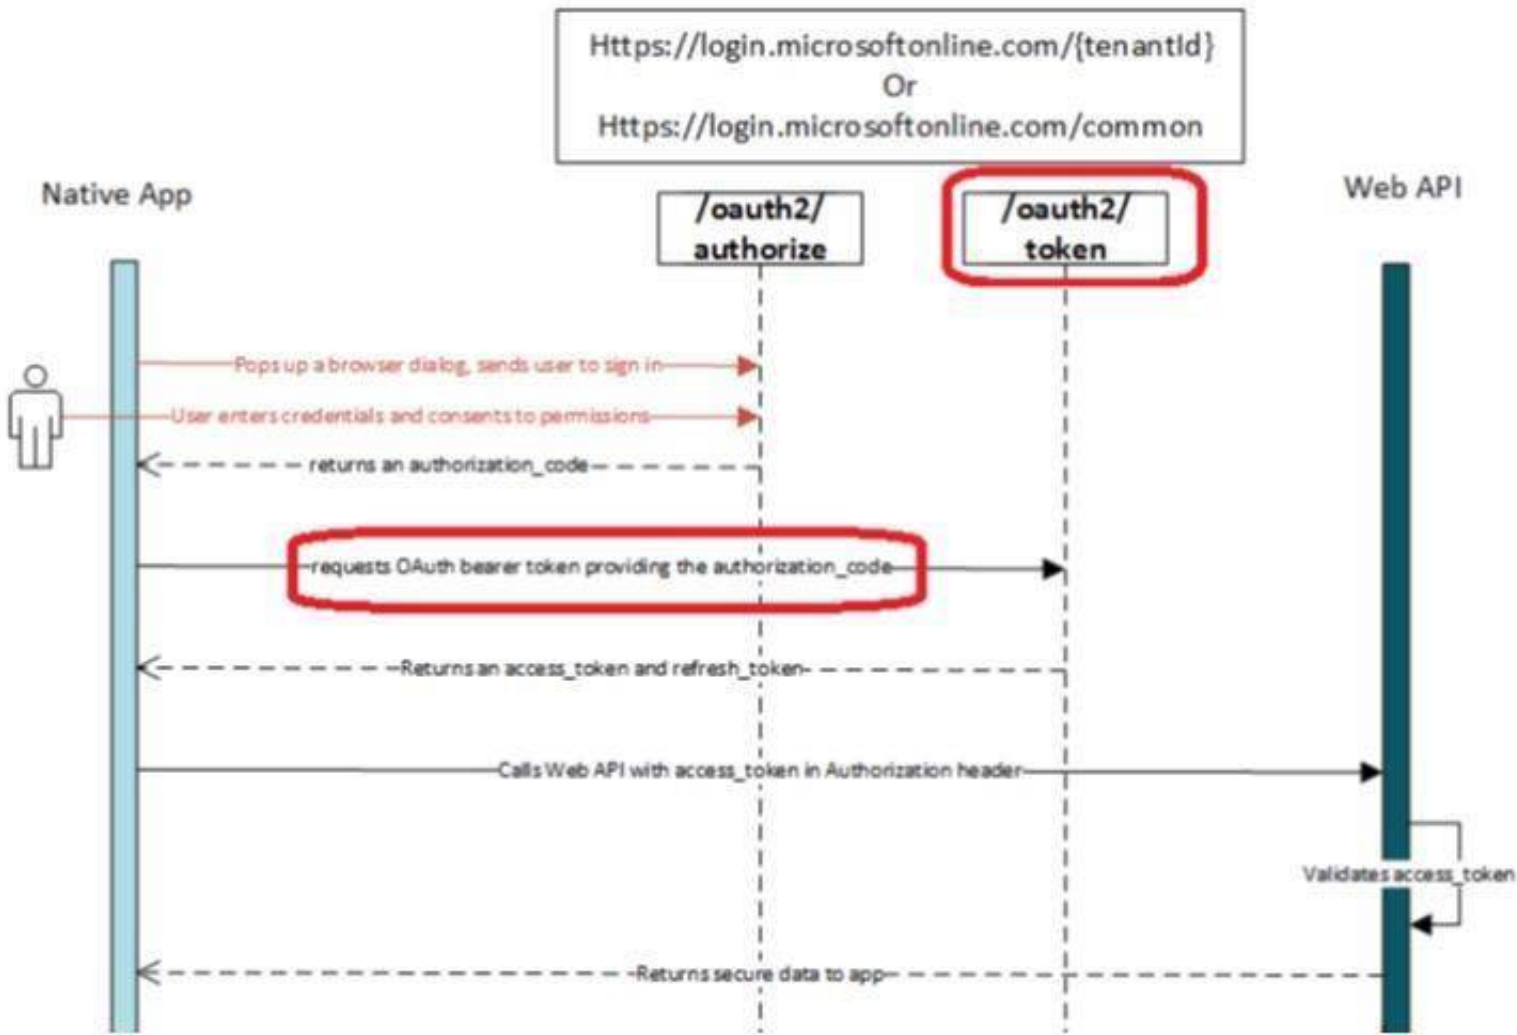 Https://login.microsoftonline.com/{tenantId}
Or
Https://login.microsoftonline.com/common
Native App
/oauth2/
authorize
/oauth2/
token
Web API
Pops up a browser dialog, sends user to sign in
User enters credentials and consents to permissions
returns an authorization_code
requests OAuth bearer token providing the authorization_code
Returns an access_token and refresh_token
Calls Web API with access_token in Authorization header
Validates access_token
Returns secure data to app